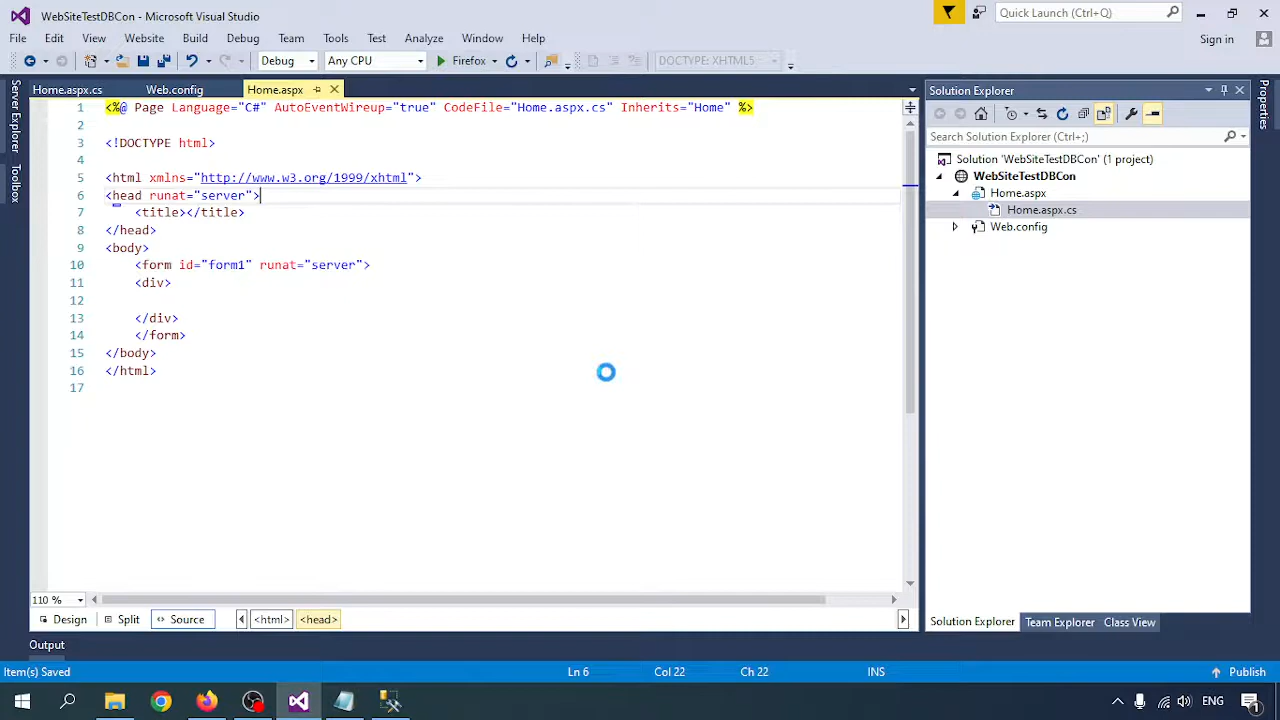 WebSiteTestDBCon - Microsoft Visual Studio
Quick Launch (Ctrl+Q)
File Edit View Website Build Debug Team Tools Test Analyze Window Help
Sign in
Debug Any CPU Firefox DOCTYPE: XHTML5
Server Explorer
Toolbox
Home.aspx.cs Web.config Home.aspx
1 <%@ Page Language="C#" AutoEventWireup="true" CodeFile="Home.aspx.cs" Inherits="Home" %>
2
3 <!DOCTYPE html>
4
5 <html xmlns="http://www.w3.org/1999/xhtml">
6 <head runat="server">
7     <title></title>
8 </head>
9 <body>
10     <form id="form1" runat="server">
11     <div>
12
13     </div>
14     </form>
15 </body>
16 </html>
17
110 %
Design Split Source <html> <head>
Solution Explorer
Search Solution Explorer (Ctrl+;)
Solution 'WebSiteTestDBCon' (1 project)
WebSiteTestDBCon
Home.aspx
Home.aspx.cs
Web.config
Solution Explorer Team Explorer Class View
Properties
Output
Item(s) Saved Ln 6 Col 22 Ch 22 INS Publish
ENG 1